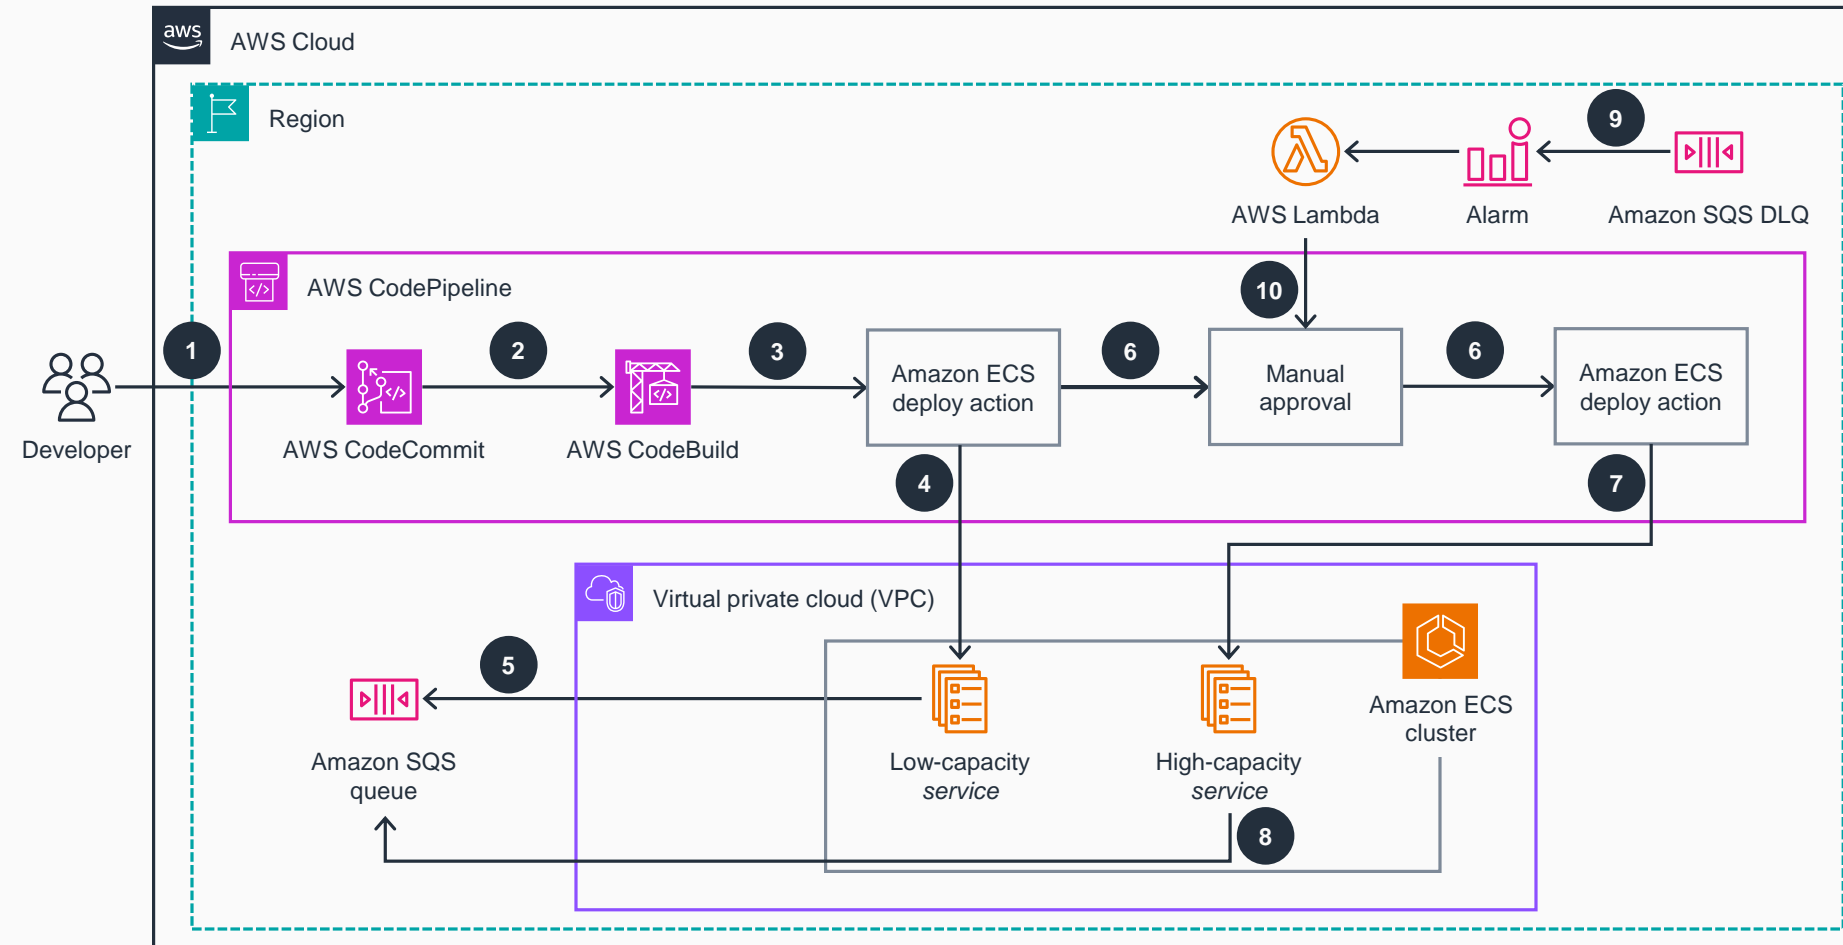 aws
AWS Cloud
Region
9
AWS Lambda
Alarm
Amazon SQS DLQ
AWS CodePipeline
10
1
2
3
6
6
Amazon ECS
deploy action
Manual
approval
Amazon ECS
deploy action
Developer
AWS CodeCommit
AWS CodeBuild
4
7
Virtual private cloud (VPC)
5
Amazon ECS
cluster
Amazon SQS
queue
Low-capacity
service
High-capacity
service
8